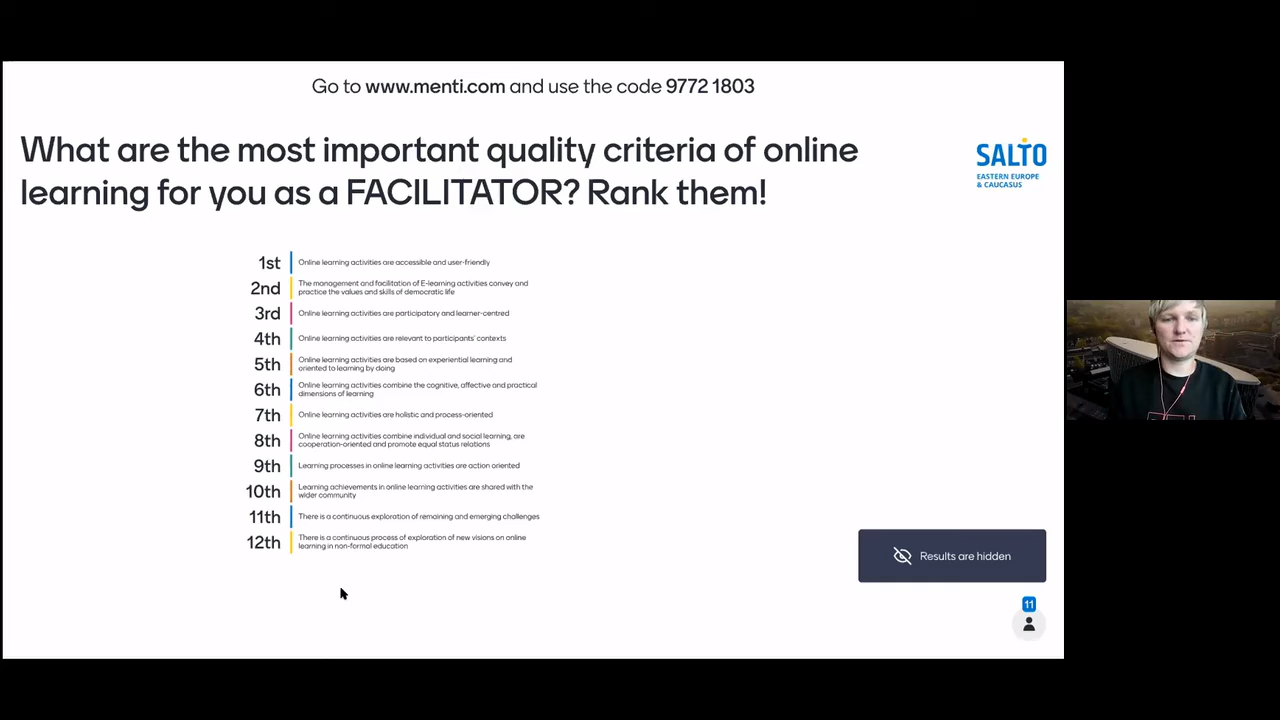 Go to www.menti.com and use the code 9772 1803
What are the most important quality criteria of online
learning for you as a FACILITATOR? Rank them!
SALTO
EASTERN EUROPE
& CAUCASUS
1st Online learning activities are accessible and user-friendly
2nd The management and facilitation of E-learning activities convey and
practice the values and skills of democratic life
3rd Online learning activities are participatory and learner-centred
4th Online learning activities are relevant to participants' contexts
5th Online learning activities are based on experiential learning and
oriented to learning by doing
6th Online learning activities combine the cognitive, affective and practical
dimensions of learning
7th Online learning activities are holistic and process-oriented
8th Online learning activities combine individual and social learning, are
cooperation-oriented and promote equal status relations
9th Learning processes in online learning activities are action oriented
10th Learning achievements in online learning activities are shared with the
wider community
11th There is a continuous exploration of remaining and emerging challenges
12th There is a continuous process of exploration of new visions on online
learning in non-formal education
Results are hidden
11